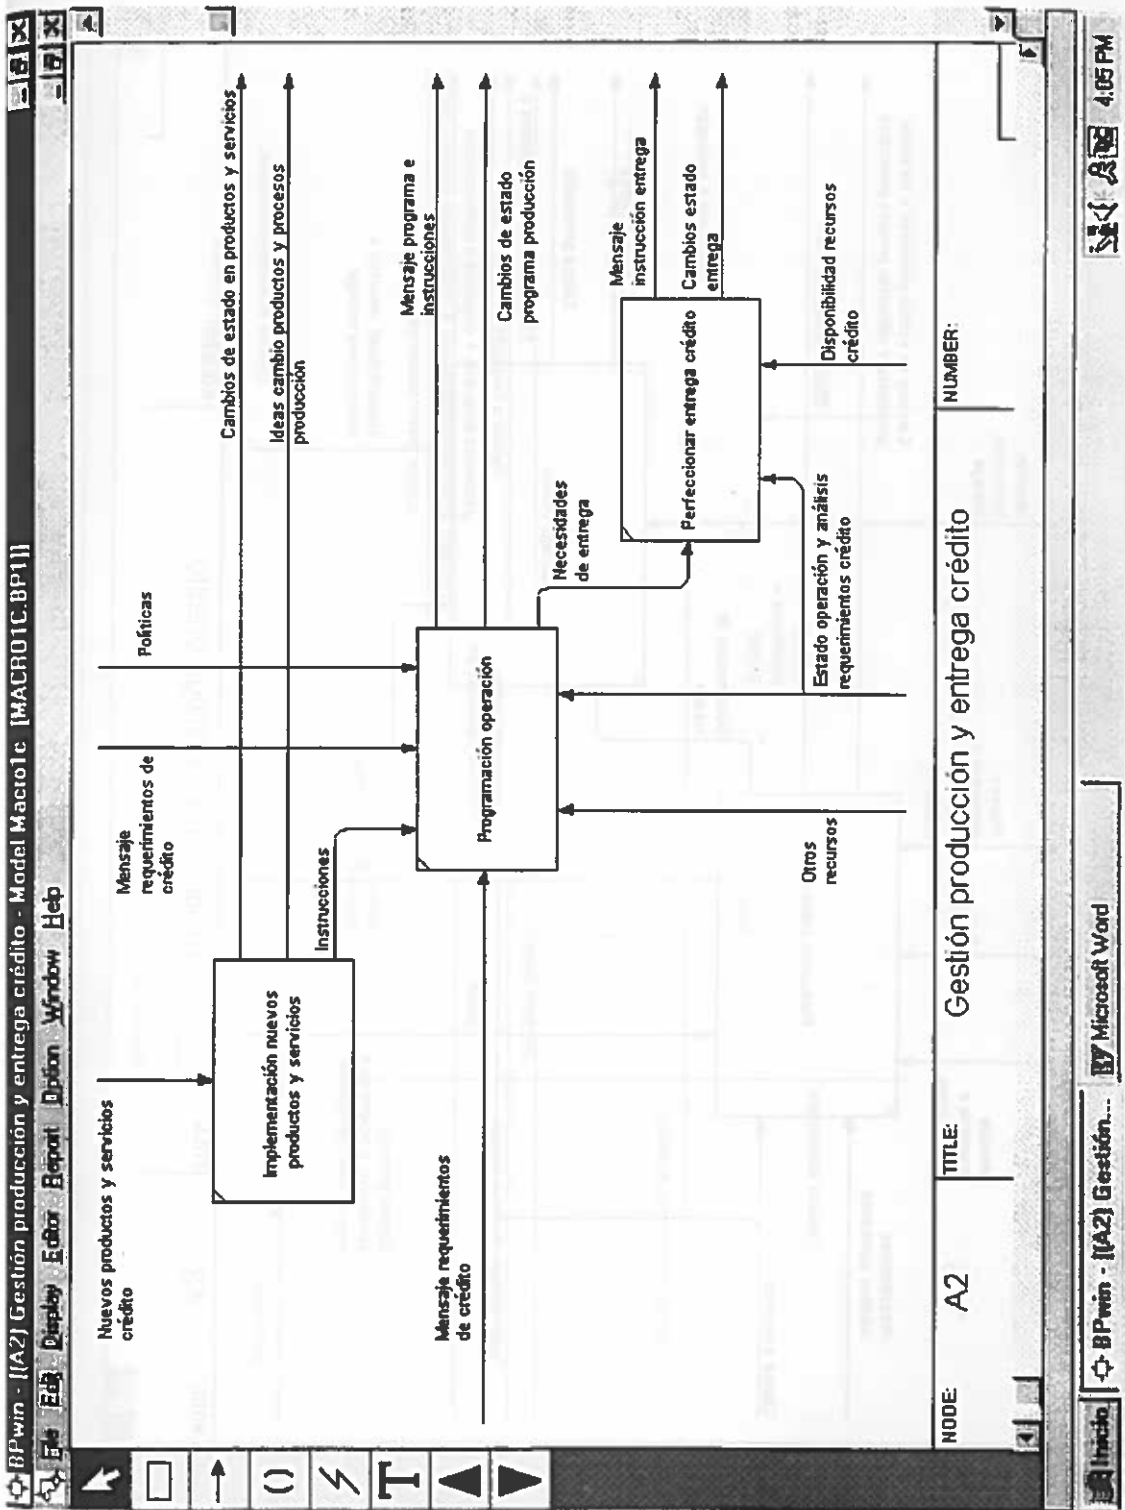 BPwin - [(A2) Gestión producción y entrega crédito - Model Macro1c [MACRO1C.BP1]]
File Edit Display Editor Report Option Window Help
Nuevos productos y servicios
crédito
Mensaje
requerimientos de
crédito
Políticas
Cambios de estado en productos y servicios
Ideas cambio productos y procesos
producción
Implementación nuevos
productos y servicios
Instrucciones
Mensaje programa e
instrucciones
Mensaje requerimientos
de crédito
Programación operación
Cambios de estado
programa producción
Necesidades
de entrega
Mensaje
instrucción entrega
Perfeccionar entrega crédito
Cambios estado
entrega
Otros
recursos
Estado operación y análisis
requerimientos crédito
Disponibilidad recursos
crédito
NODE:
A2
TITLE:
Gestión producción y entrega crédito
NUMBER:
Inicio
BPwin - [(A2) Gestión...
Microsoft Word
4:05 PM